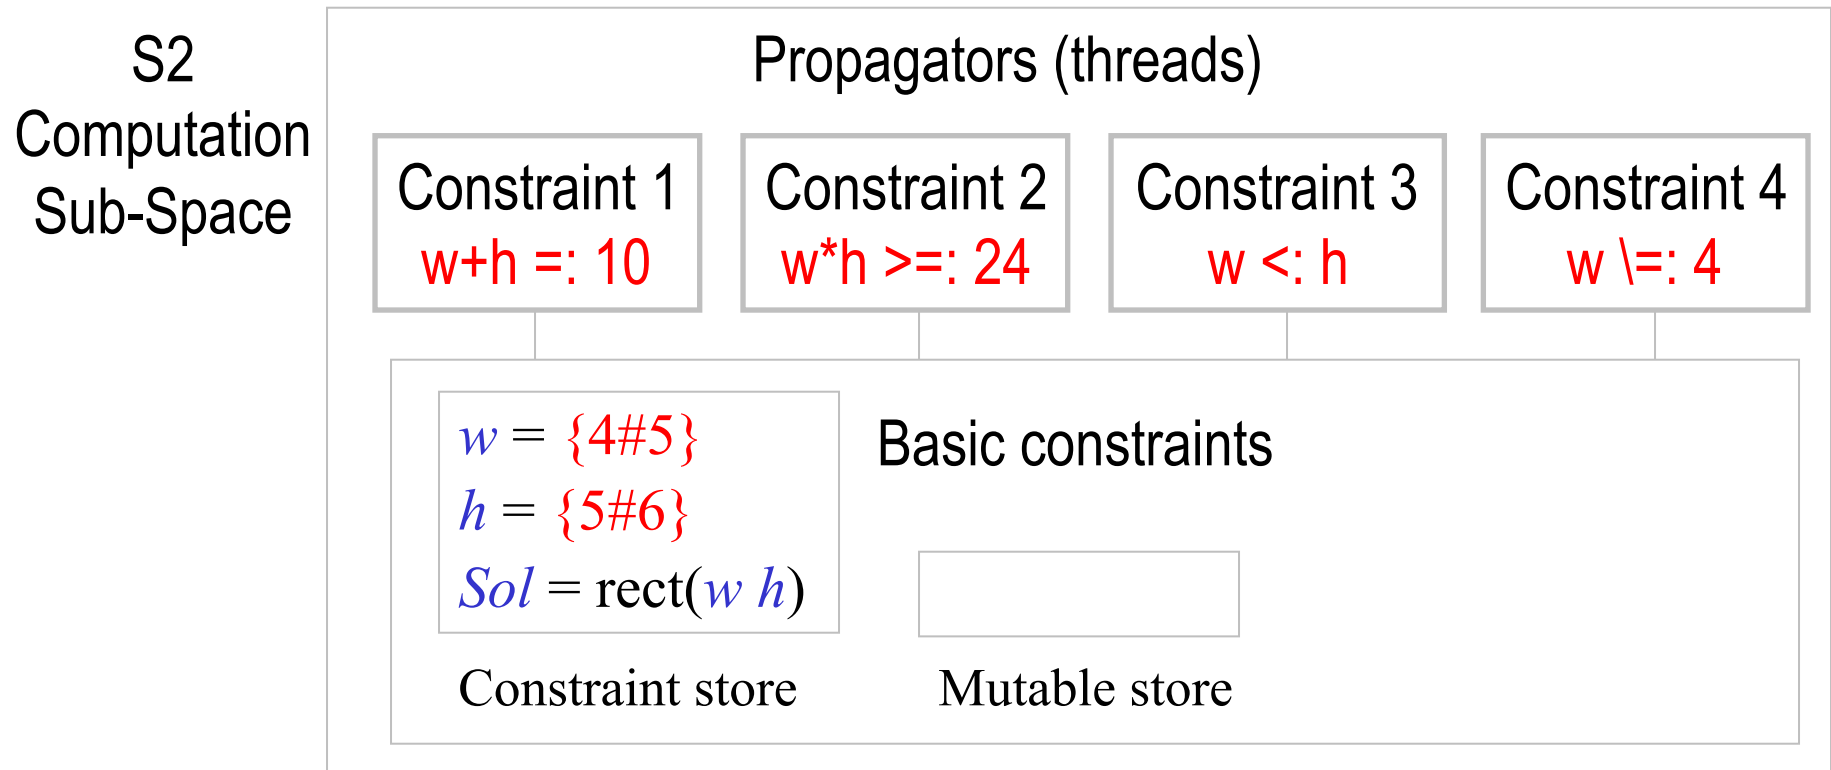 S2
Computation
Sub-Space
Propagators (threads)
Constraint 1
w+h =: 10
Constraint 2
w*h >=: 24
Constraint 3
w <: h
Constraint 4
w \=: 4
w = {4#5}
h = {5#6}
Sol = rect(w h)
Basic constraints
Constraint store
Mutable store